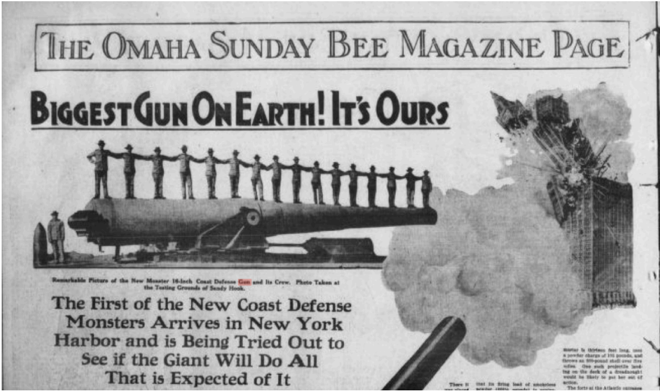 THE OMAHA SUNDAY BEE MAGAZINE PAGE
BIGGEST GUN ON EARTH! IT'S OURS
Remarkable Picture of the New Monster 16-inch Coast Defense Gun and Its Crew. Photo Taken at
the Testing Grounds of Sandy Hook.
The First of the New Coast Defense
Monsters Arrives in New York
Harbor and is Being Tried Out to
See if the Giant Will Do All
That is Expected of It